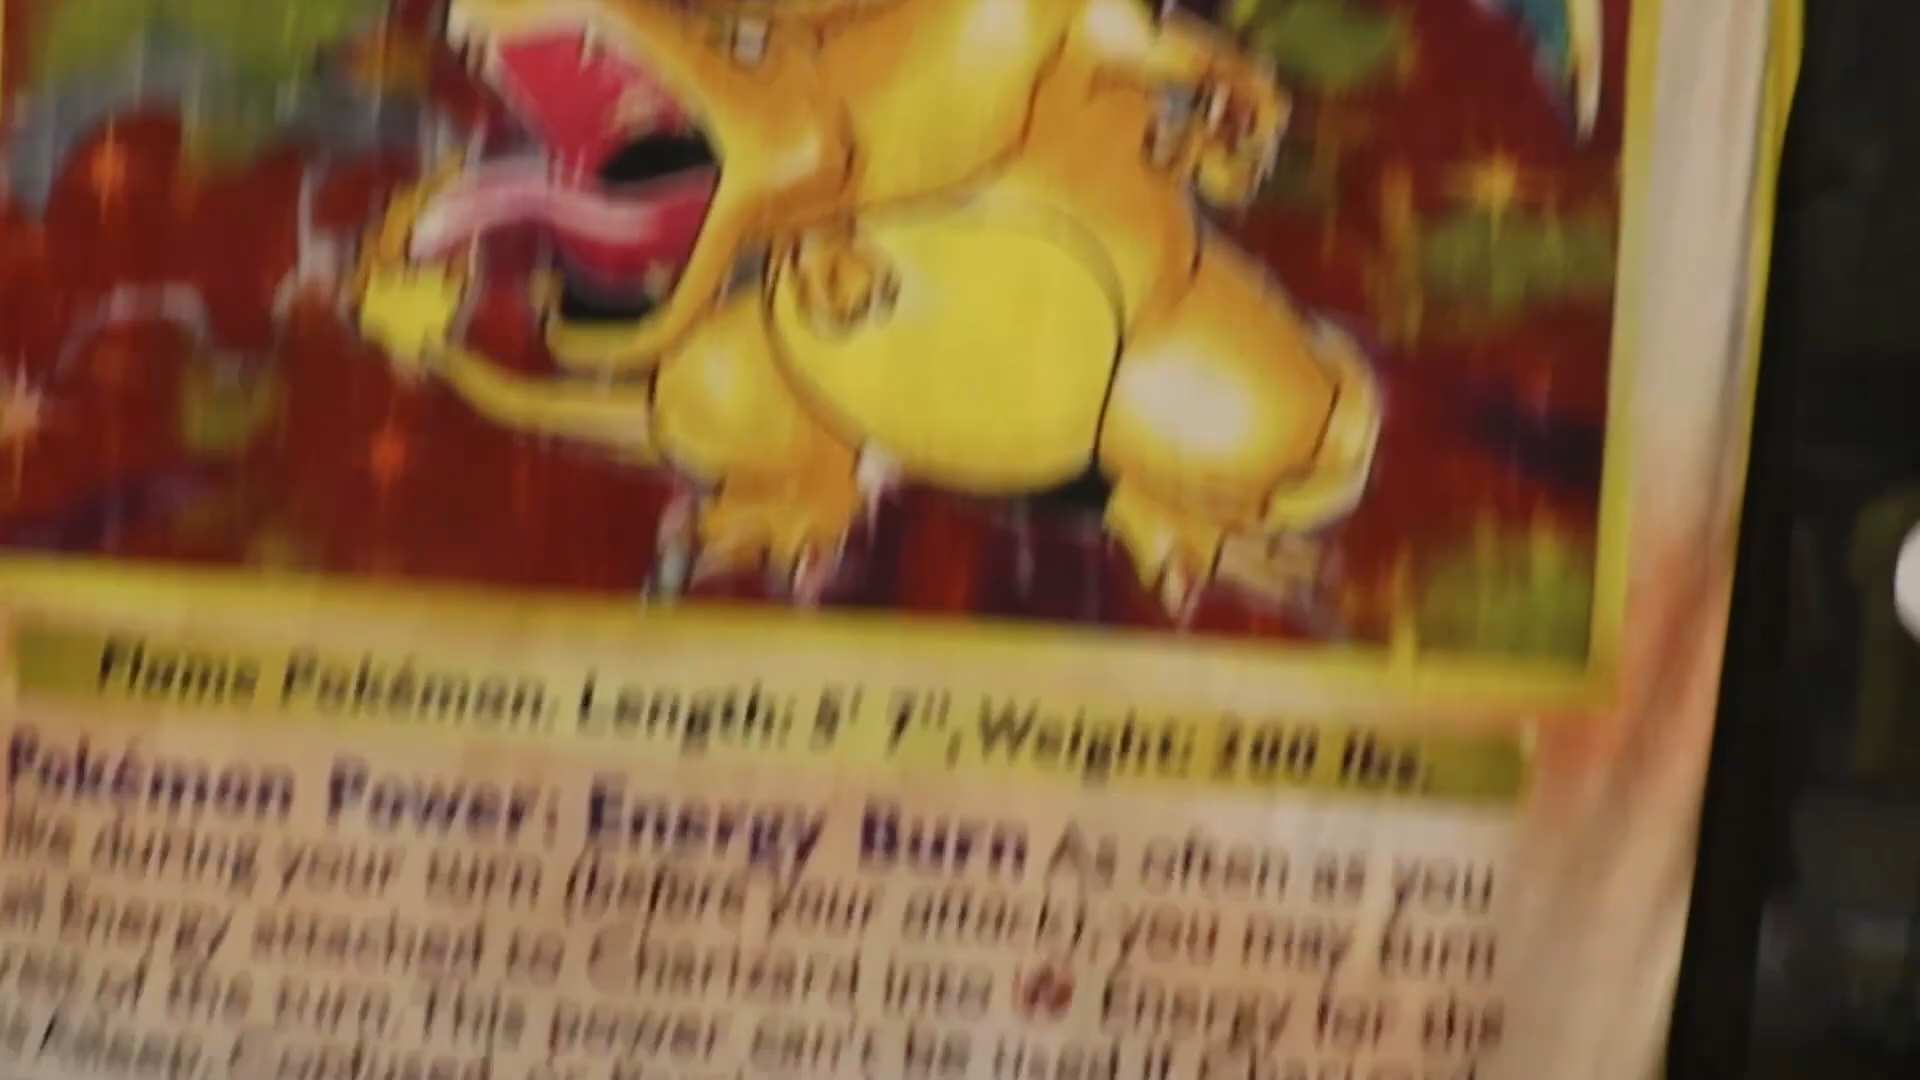 Flame Pokémon. Length: 5' 7", Weight: 200 lbs.
Pokémon Power: Energy Burn As often as you
like during your turn (before your attack), you may turn
all Energy attached to Charizard into Energy for the
rest of the turn. This power can't be used if